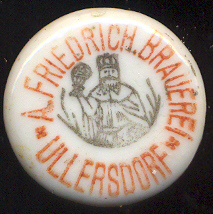 A. FRIEDRICH BRAUEREI
* ULLERSDORF *